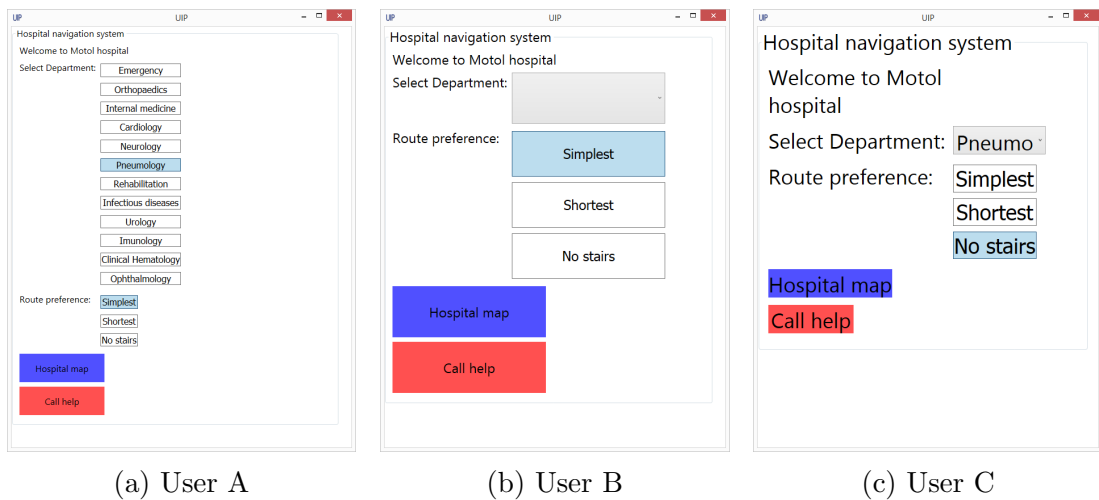 UIP UIP
Hospital navigation system
Welcome to Motol hospital
Select Department:
Emergency
Orthopaedics
Internal medicine
Cardiology
Neurology
Pneumology
Rehabilitation
Infectious diseases
Urology
Imunology
Clinical Hematology
Ophthalmology
Route preference:
Simplest
Shortest
No stairs
Hospital map
Call help
(a) User A
UIP UIP
Hospital navigation system
Welcome to Motol hospital
Select Department:
Route preference:
Simplest
Shortest
No stairs
Hospital map
Call help
(b) User B
UIP UIP
Hospital navigation system
Welcome to Motol
hospital
Select Department: Pneumo
Route preference:
Simplest
Shortest
No stairs
Hospital map
Call help
(c) User C